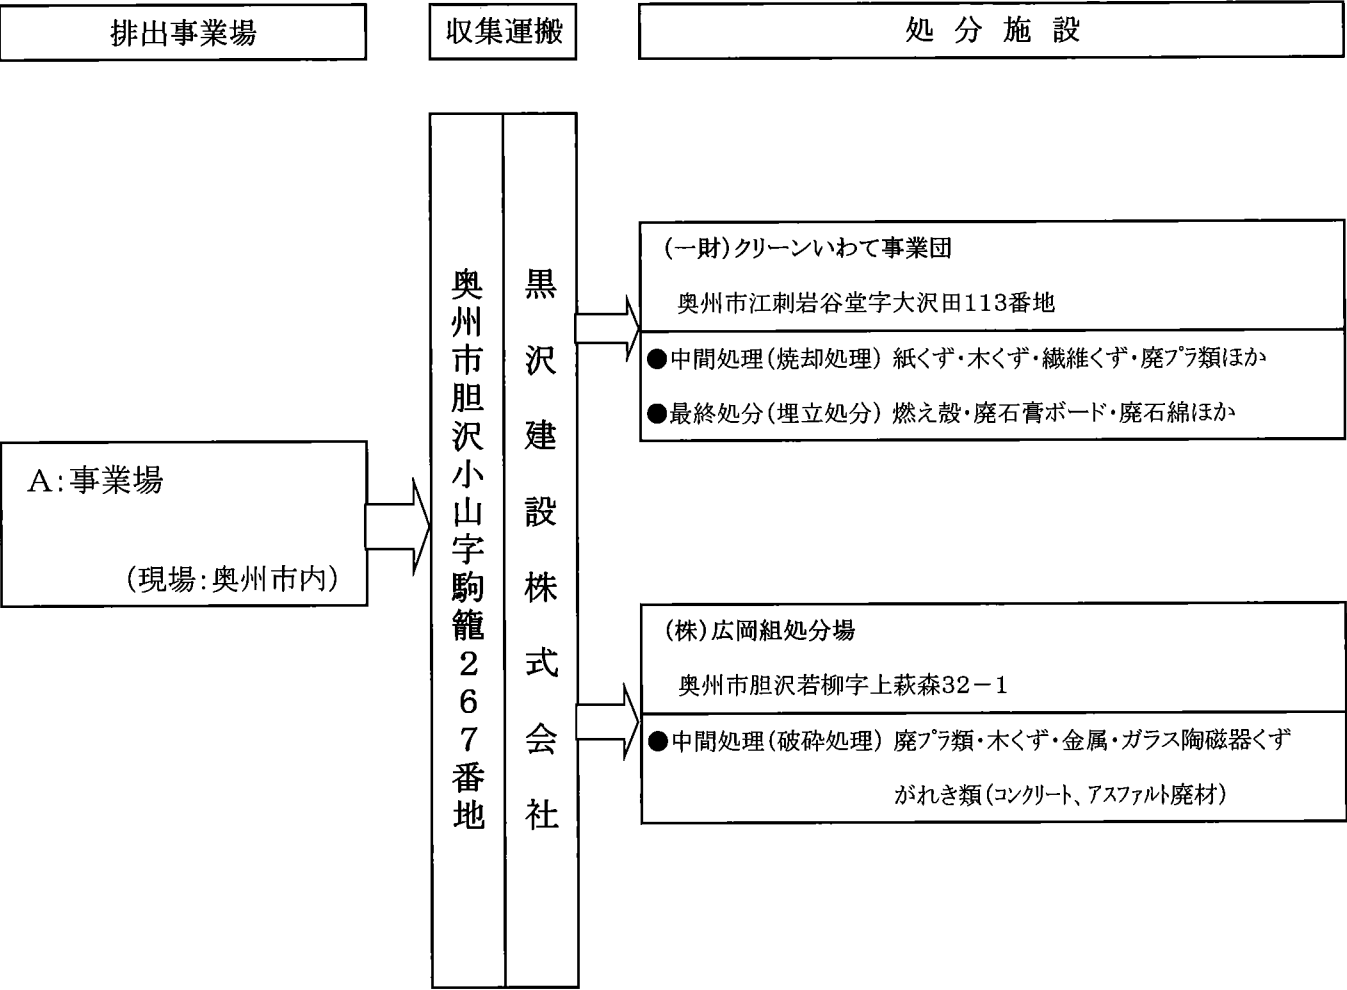 排出事業場
収集運搬
処分施設
A:事業場
(現場:奥州市内)
黒沢建設株式会社
奥州市胆沢小山字駒籠267番地
(一財)クリーンいわて事業団
奥州市江刺岩谷堂字大沢田113番地
●中間処理(焼却処理) 紙くず・木くず・繊維くず・廃プラ類ほか
●最終処分(埋立処分) 燃え殻・廃石膏ボード・廃石綿ほか
(株)広岡組処分場
奥州市胆沢若柳字上萩森32-1
●中間処理(破砕処理) 廃プラ類・木くず・金属・ガラス陶磁器くず
がれき類(コンクリート、アスファルト廃材)